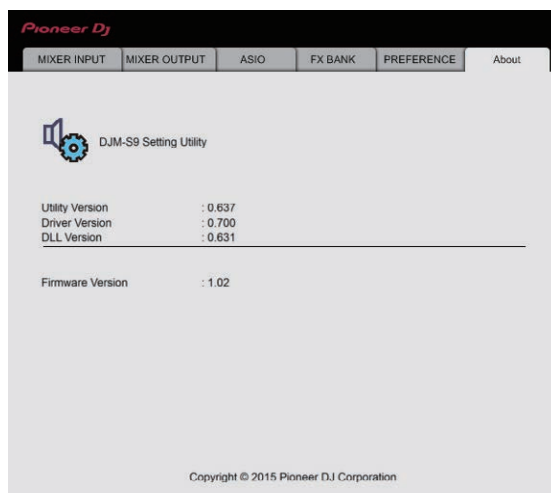 Pioneer Dj
MIXER INPUT MIXER OUTPUT ASIO FX BANK PREFERENCE About
DJM-S9 Setting Utility
Utility Version : 0.637
Driver Version : 0.700
DLL Version : 0.631
Firmware Version : 1.02
Copyright © 2015 Pioneer DJ Corporation